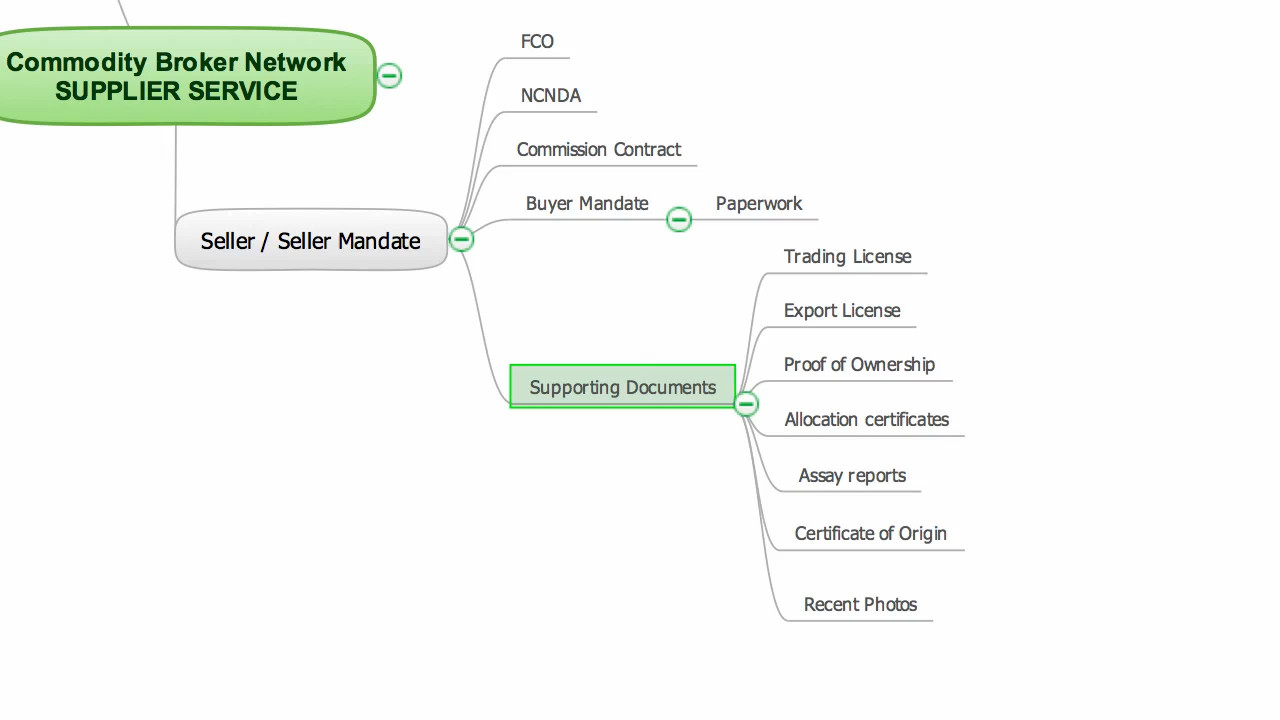 Commodity Broker Network
SUPPLIER SERVICE
Seller / Seller Mandate
FCO
NCNDA
Commission Contract
Buyer Mandate
Paperwork
Supporting Documents
Trading License
Export License
Proof of Ownership
Allocation certificates
Assay reports
Certificate of Origin
Recent Photos